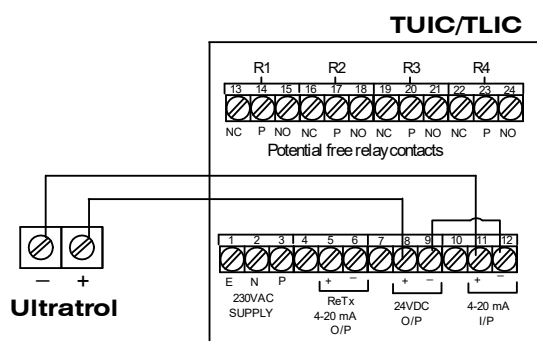 TUIC/TLIC
R1 R2 R3 R4
13 14 15 16 17 18 19 20 21 22 23 24
NC P NO NC P NO NC P NO NC P NO
Potential free relay contacts
1 2 3 4 5 6 7 8 9 10 11 12
E N P + − + − + −
− +
Ultratrol
230VAC
SUPPLY
ReTx
4-20 mA
O/P
24VDC
O/P
4-20 mA
I/P